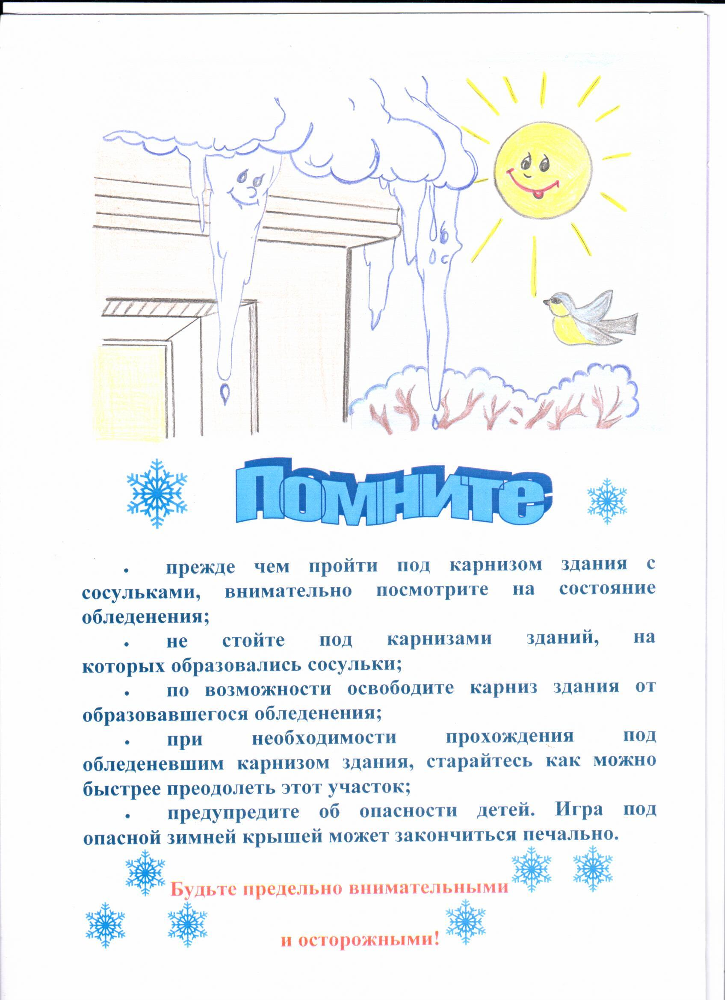 Помните
• прежде чем пройти под карнизом здания с
сосульками, внимательно посмотрите на состояние
обледенения;
• не стойте под карнизами зданий, на
которых образовались сосульки;
• по возможности освободите карниз здания от
образовавшегося обледенения;
• при необходимости прохождения под
обледеневшим карнизом здания, старайтесь как можно
быстрее преодолеть этот участок;
• предупредите об опасности детей. Игра под
опасной зимней крышей может закончиться печально.
Будьте предельно внимательными
и осторожными!